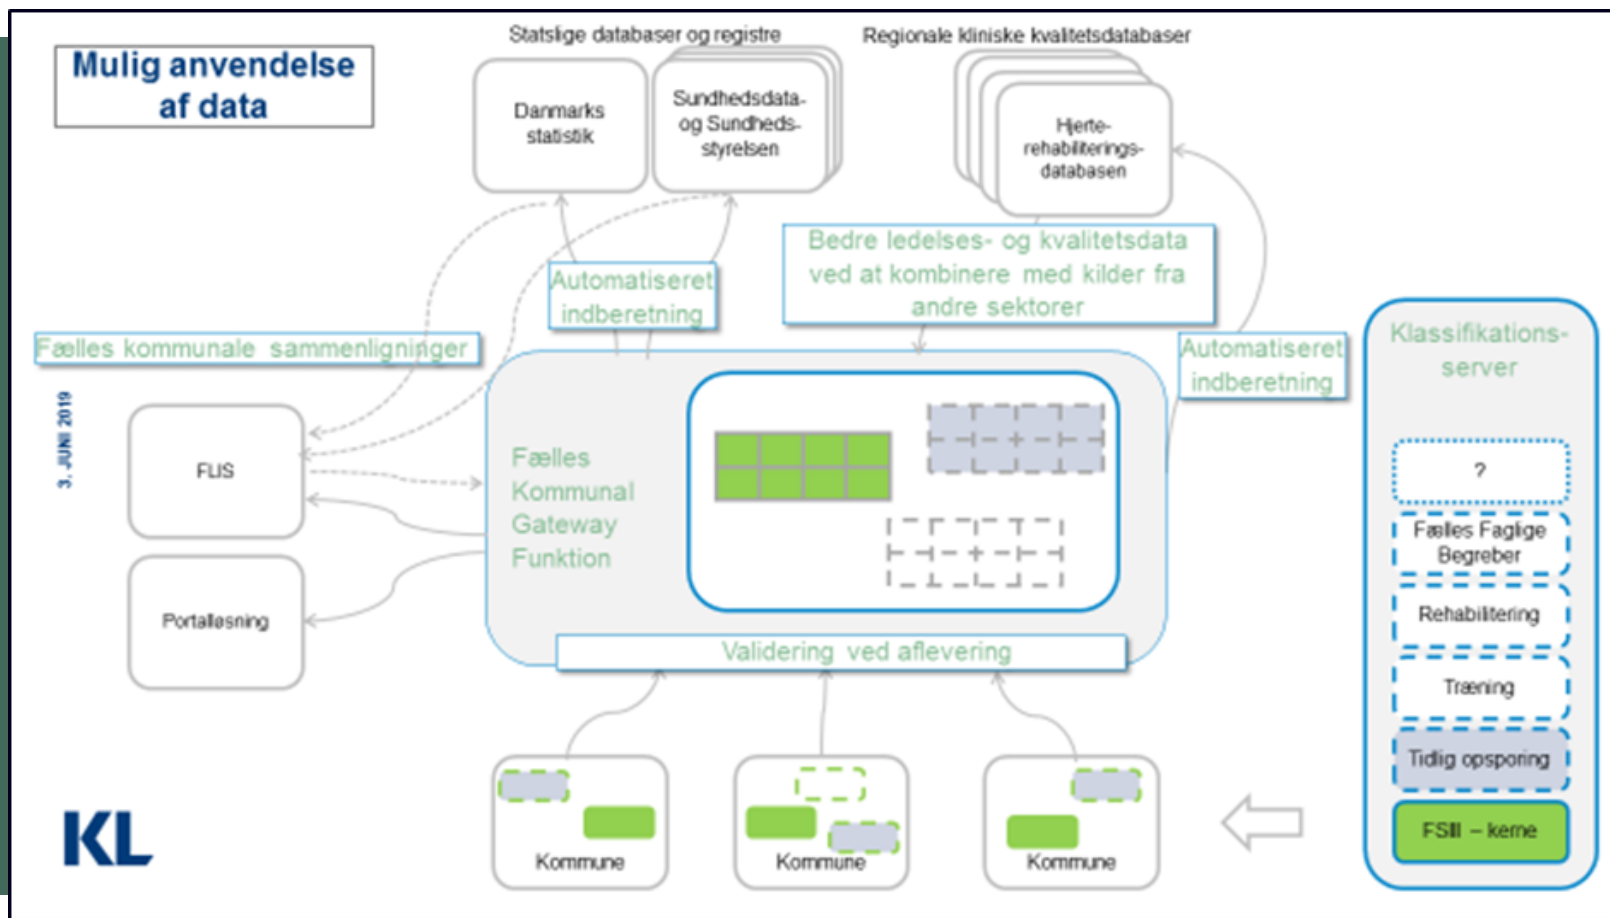 Mulig anvendelse
af data
Statslige databaser og registre
Regionale kliniske kvalitetsdatabaser
Danmarks
statistik
Sundhedsdata-
og Sundheds-
styrelsen
Hjerte-
rehabiliterings-
databasen
Automatiseret
indberetning
Bedre ledelses- og kvalitetsdata
ved at kombinere med kilder fra
andre sektorer
Fælles kommunale sammenligninger
Automatiseret
indberetning
3. JUNI 2019
FLIS
Portalløsning
Fælles
Kommunal
Gateway
Funktion
Validering ved aflevering
Kommune
Kommune
Kommune
Klassifikations-
server
?
Fælles Faglige
Begreber
Rehabilitering
Træning
Tidlig opsporing
FSIII – kerne
KL